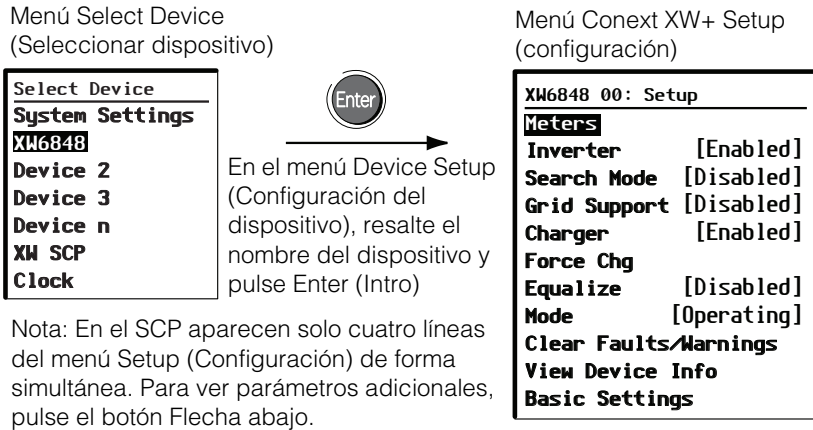 Menú Select Device
(Seleccionar dispositivo)
Select Device
System Settings
XW6848
Device 2
Device 3
Device n
XW SCP
Clock
Enter
En el menú Device Setup
(Configuración del
dispositivo), resalte el
nombre del dispositivo y
pulse Enter (Intro)
Menú Conext XW+ Setup
(configuración)
XW6848 00: Setup
Meters
Inverter [Enabled]
Search Mode [Disabled]
Grid Support [Disabled]
Charger [Enabled]
Force Chg
Equalize [Disabled]
Mode [Operating]
Clear Faults/Warnings
View Device Info
Basic Settings
Nota: En el SCP aparecen solo cuatro líneas
del menú Setup (Configuración) de forma
simultánea. Para ver parámetros adicionales,
pulse el botón Flecha abajo.